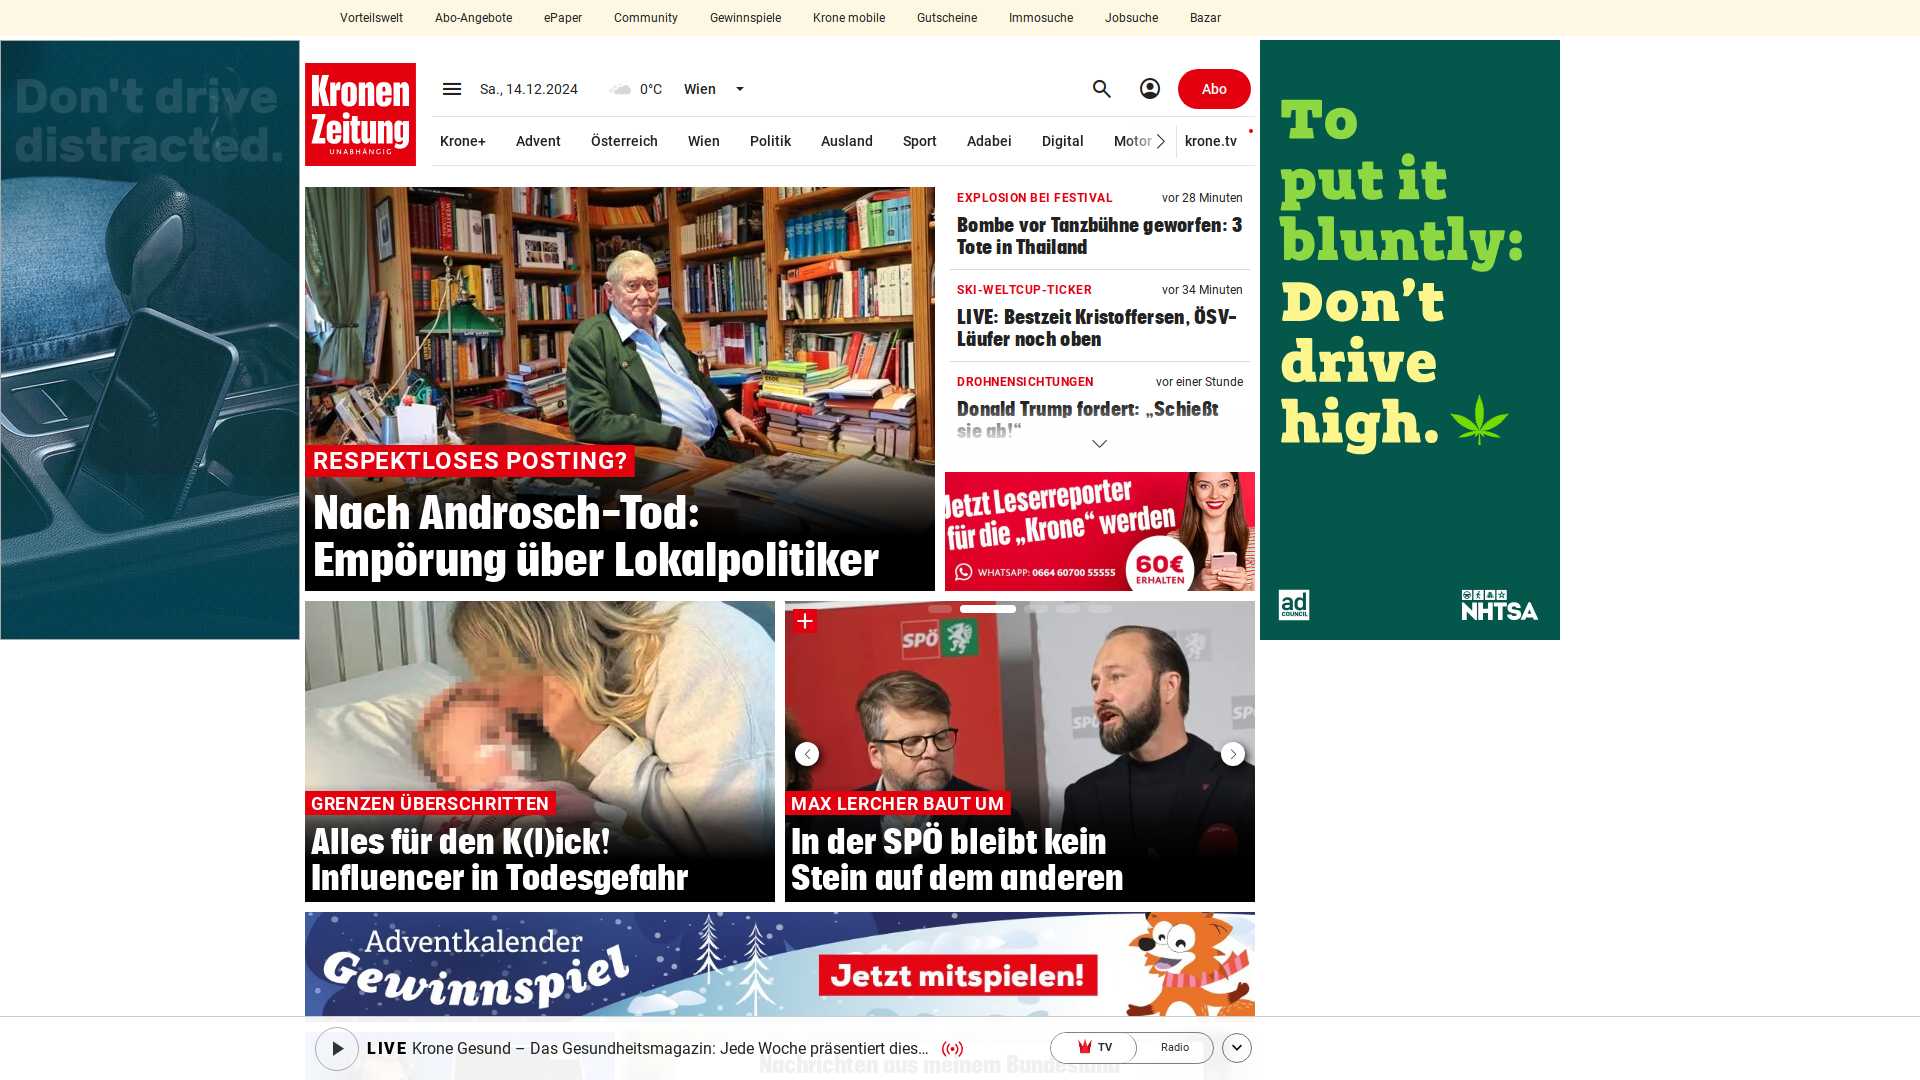 Vorteilswelt Abo-Angebote ePaper Community Gewinnspiele Krone mobile Gutscheine Immosuche Jobsuche Bazar
Don't drive
distracted.
Kronen
Zeitung
UNABHÄNGIG
Sa., 14.12.2024 0°C Wien
Abo
Krone+ Advent Österreich Wien Politik Ausland Sport Adabei Digital Motor krone.tv
RESPEKTLOSES POSTING?
Nach Androsch-Tod:
Empörung über Lokalpolitiker
EXPLOSION BEI FESTIVAL vor 28 Minuten
Bombe vor Tanzbühne geworfen: 3
Tote in Thailand
SKI-WELTCUP-TICKER vor 34 Minuten
LIVE: Bestzeit Kristoffersen, ÖSV-
Läufer noch oben
DROHNENSICHTUNGEN vor einer Stunde
Donald Trump fordert: „Schießt
sie ab!“
Jetzt Leserreporter
für die „Krone“ werden
WHATSAPP: 0664 60700 55555
60€
ERHALTEN
To
put it
bluntly:
Don't
drive
high.
ad
COUNCIL
NHTSA
GRENZEN ÜBERSCHRITTEN
Alles für den K(l)ick!
Influencer in Todesgefahr
SPÖ
SPÖ
MAX LERCHER BAUT UM
In der SPÖ bleibt kein
Stein auf dem anderen
Adventkalender
Gewinnspiel
Jetzt mitspielen!
LIVE Krone Gesund – Das Gesundheitsmagazin: Jede Woche präsentiert dies…
TV Radio
Nachrichten aus meinem Bundesland